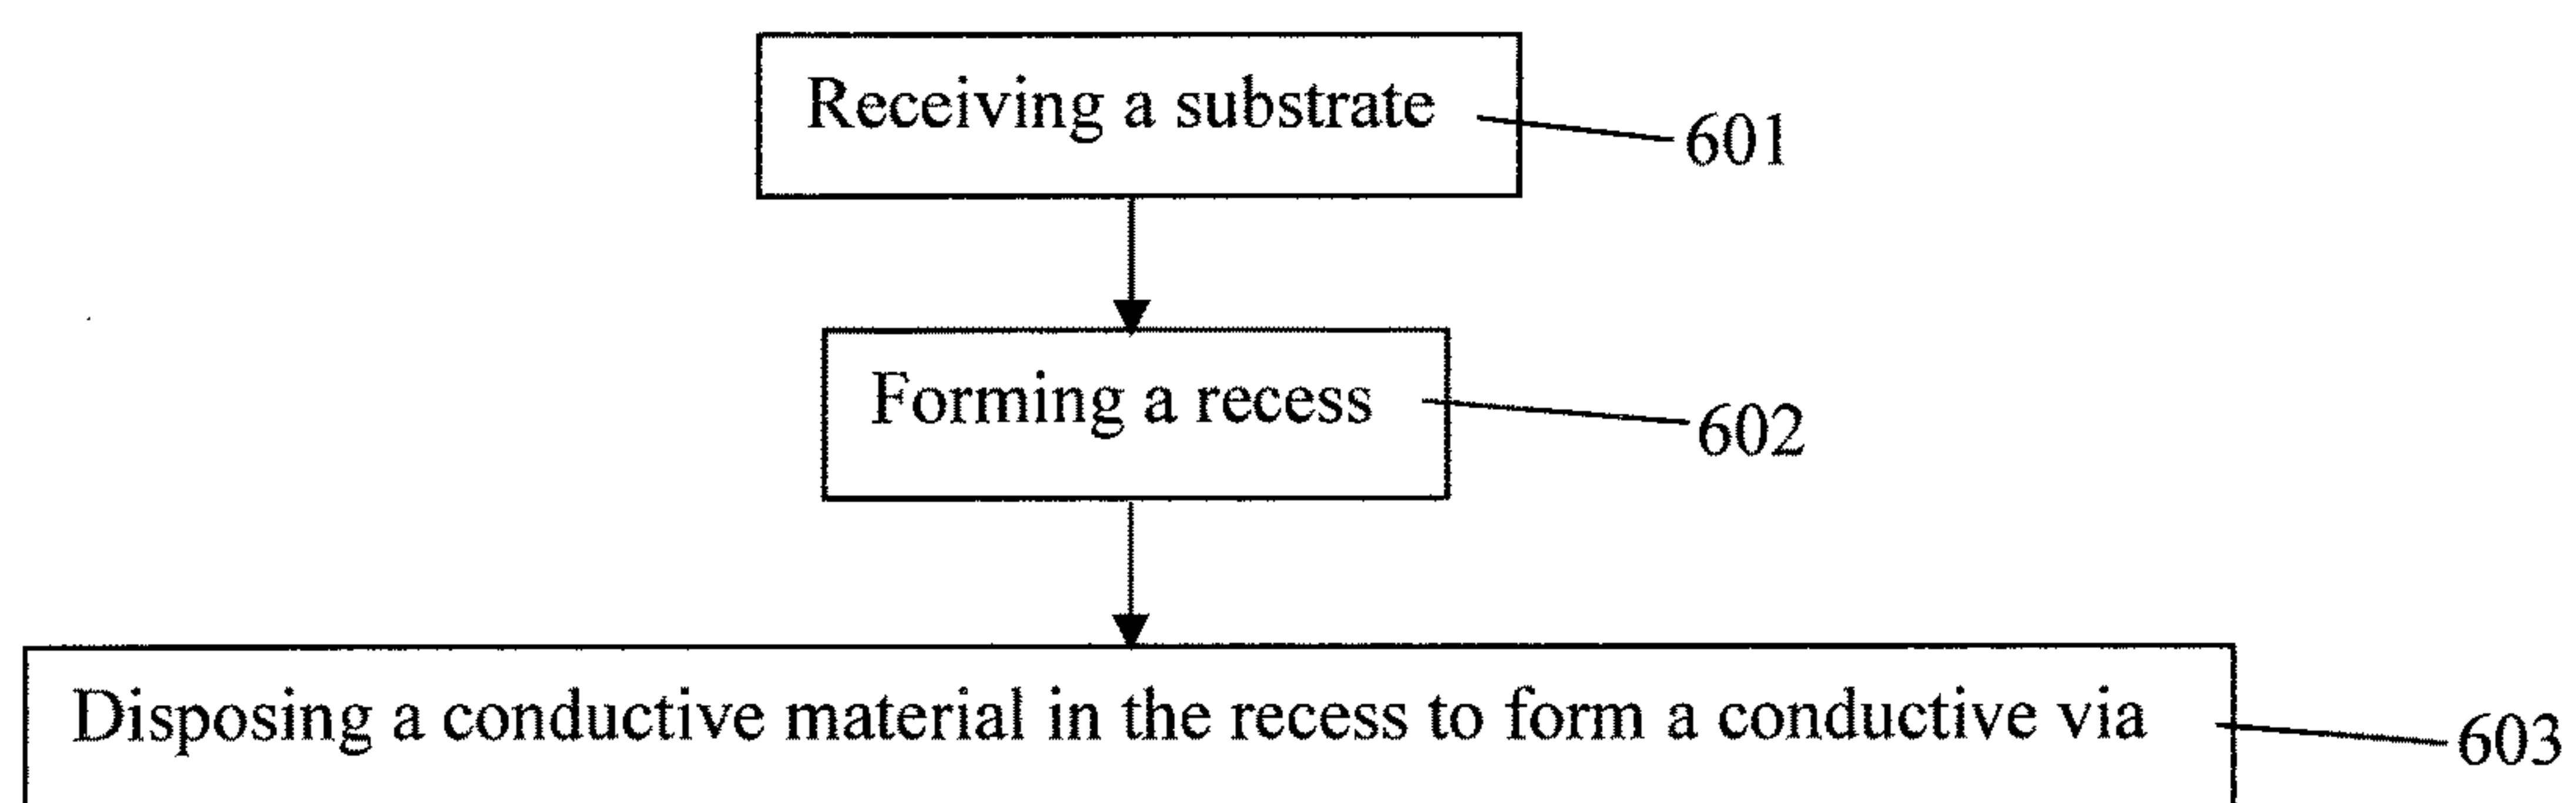 Receiving a substrate
601
Forming a recess
602
Disposing a conductive material in the recess to form a conductive via
603